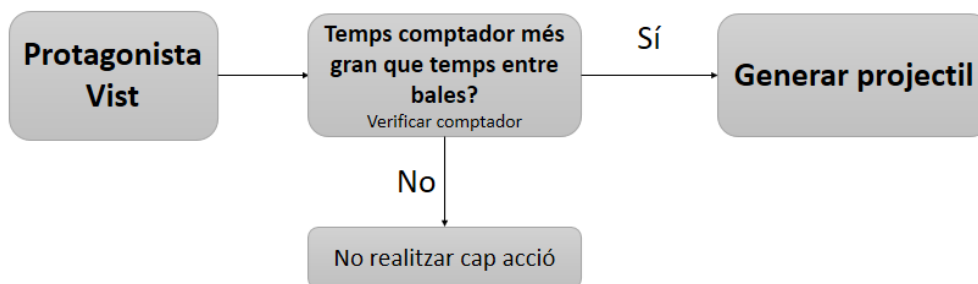 Protagonista
Vist
Temps comptador més
gran que temps entre
bales?
Verificar comptador
Sí
Generar projectil
No
No realitzar cap acció